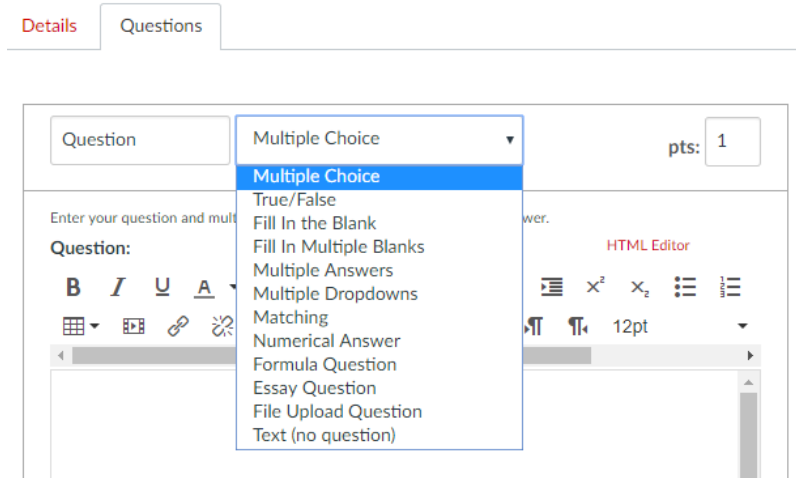 Details Questions
Question Multiple Choice pts: 1
Multiple Choice
True/False
Fill In the Blank
Fill In Multiple Blanks
Multiple Answers
Multiple Dropdowns
Matching
Numerical Answer
Formula Question
Essay Question
File Upload Question
Text (no question)
Enter your question and mult wer.
Question: HTML Editor
B I U A x² x₂
12pt